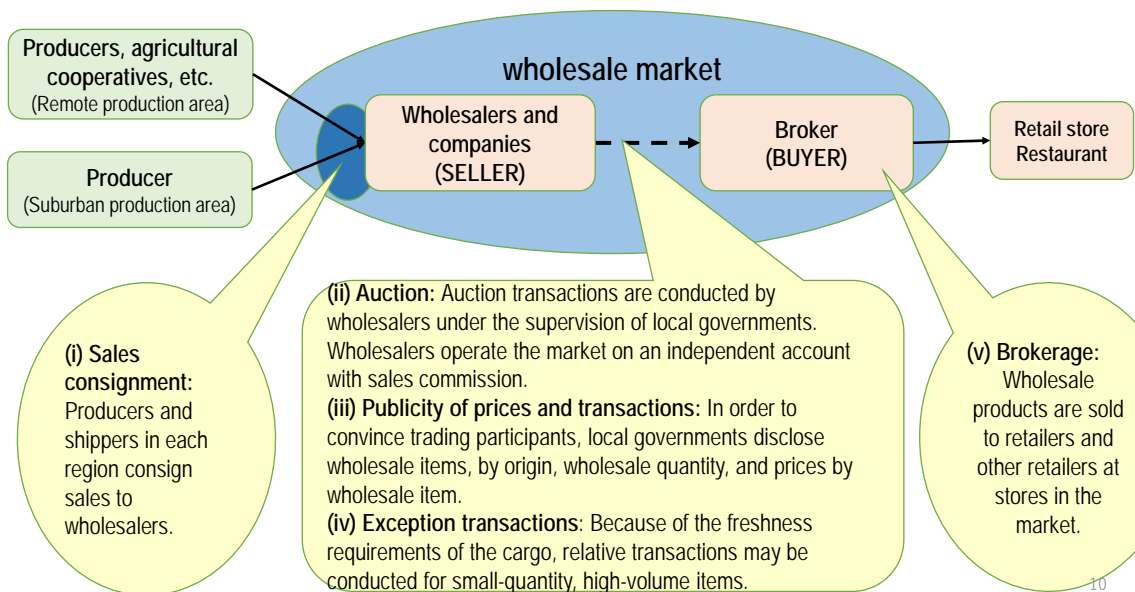 Producers, agricultural
cooperatives, etc.
(Remote production area)
Producer
(Suburban production area)
wholesale market
Wholesalers and
companies
(SELLER)
Broker
(BUYER)
Retail store
Restaurant
(i) Sales
consignment:
Producers and
shippers in each
region consign
sales to
wholesalers.
(ii) Auction: Auction transactions are conducted by
wholesalers under the supervision of local governments.
Wholesalers operate the market on an independent account
with sales commission.
(iii) Publicity of prices and transactions: In order to
convince trading participants, local governments disclose
wholesale items, by origin, wholesale quantity, and prices by
wholesale item.
(iv) Exception transactions: Because of the freshness
requirements of the cargo, relative transactions may be
conducted for small-quantity, high-volume items.
(v) Brokerage:
Wholesale
products are sold
to retailers and
other retailers at
stores in the
market.
10